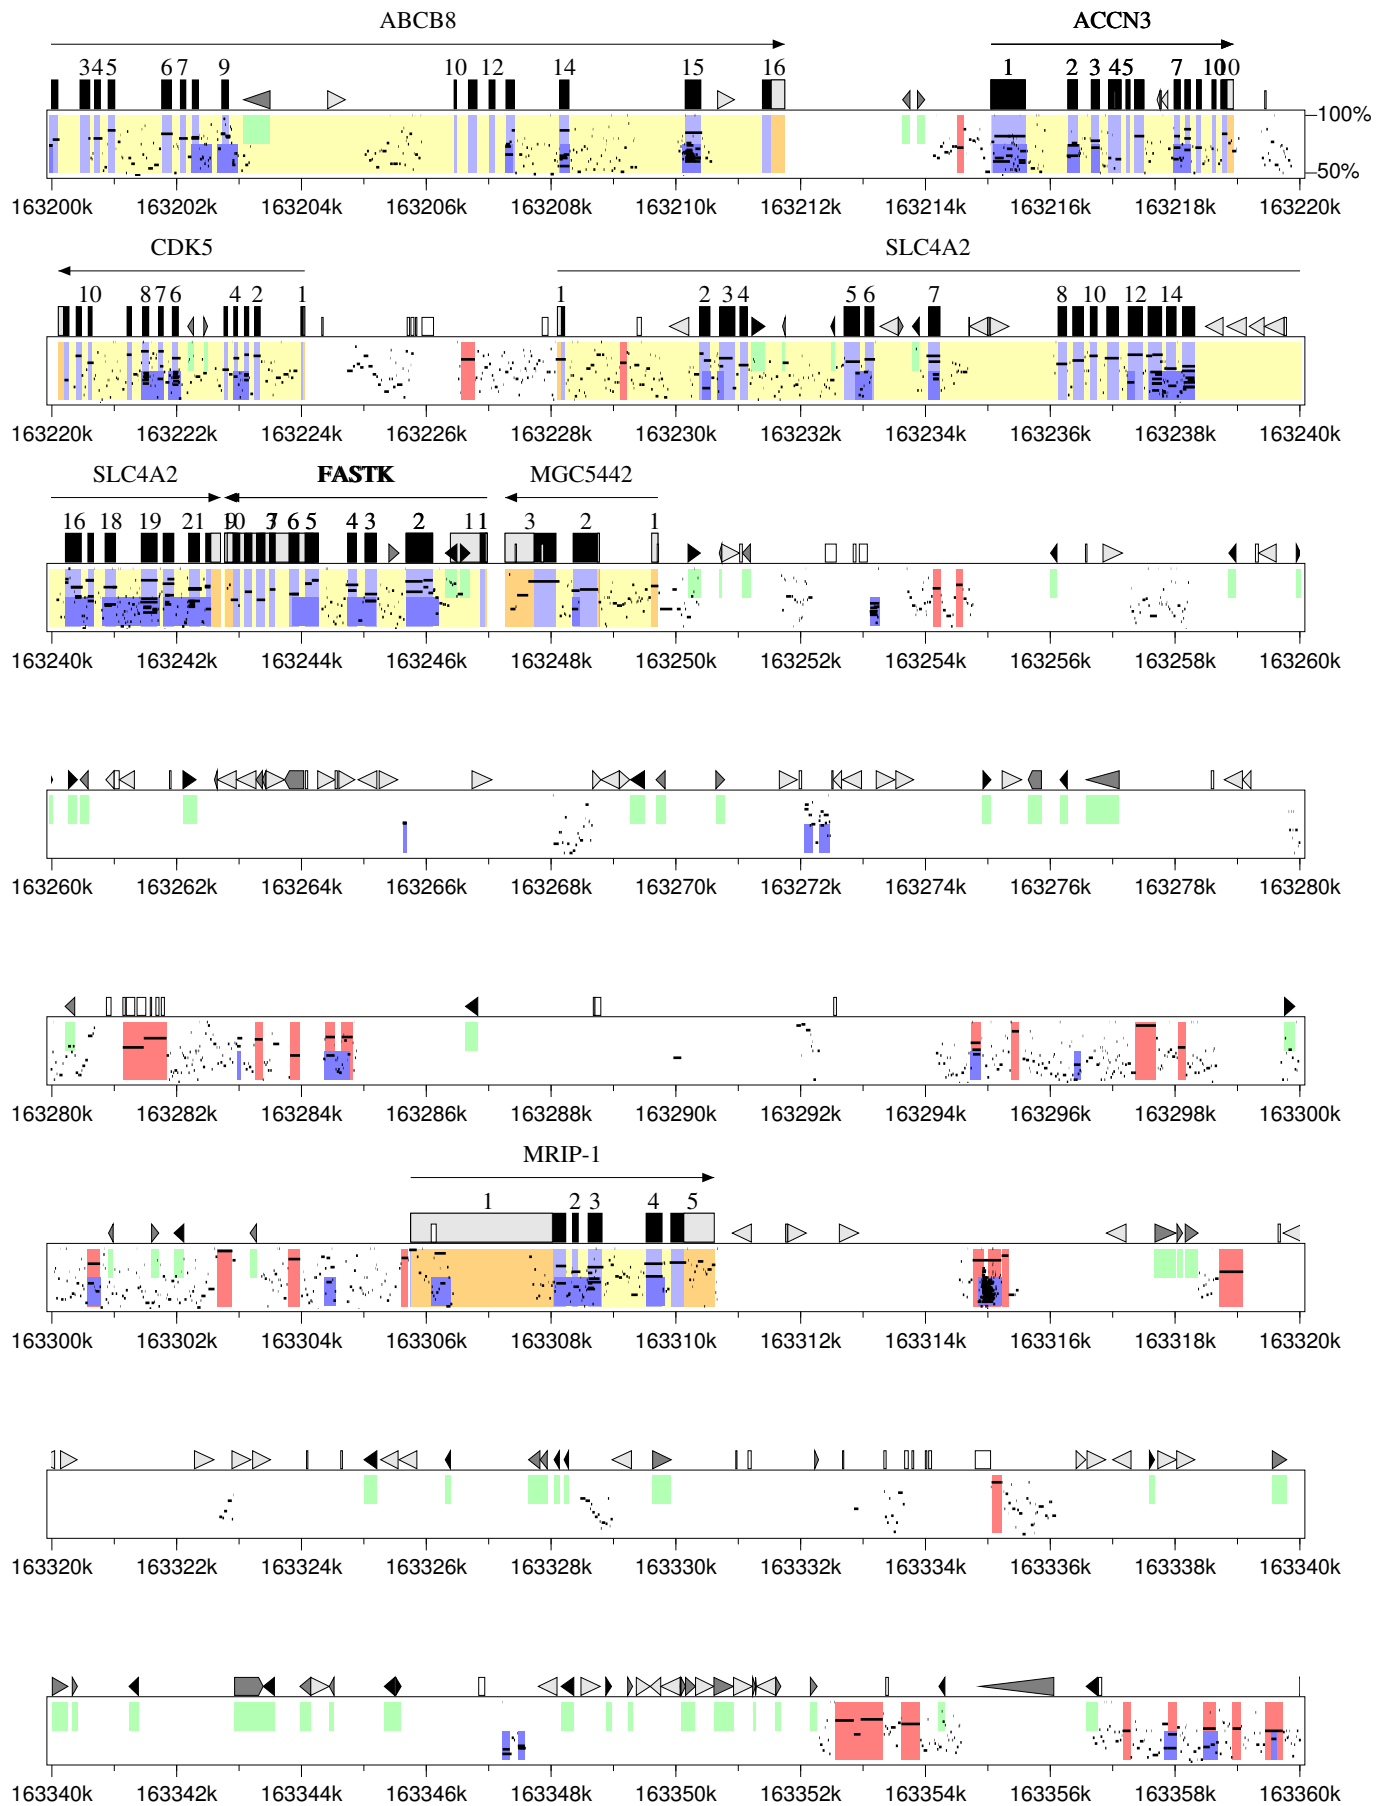 ABCB8 ACCN3
3 4 5 6 7 9 10 12 14 15 16 1 2 3 4 5 7 10 10
100%
50%
163200k 163202k 163204k 163206k 163208k 163210k 163212k 163214k 163216k 163218k 163220k
CDK5 SLC4A2
10 8 7 6 4 2 1 1 2 3 4 5 6 7 8 10 12 14
163220k 163222k 163224k 163226k 163228k 163230k 163232k 163234k 163236k 163238k 163240k
SLC4A2 FASTK MGC5442
16 18 19 21 9 10 7 6 5 4 3 2 11 3 2 1
163240k 163242k 163244k 163246k 163248k 163250k 163252k 163254k 163256k 163258k 163260k
163260k 163262k 163264k 163266k 163268k 163270k 163272k 163274k 163276k 163278k 163280k
163280k 163282k 163284k 163286k 163288k 163290k 163292k 163294k 163296k 163298k 163300k
MRIP-1
1 2 3 4 5
163300k 163302k 163304k 163306k 163308k 163310k 163312k 163314k 163316k 163318k 163320k
163320k 163322k 163324k 163326k 163328k 163330k 163332k 163334k 163336k 163338k 163340k
163340k 163342k 163344k 163346k 163348k 163350k 163352k 163354k 163356k 163358k 163360k